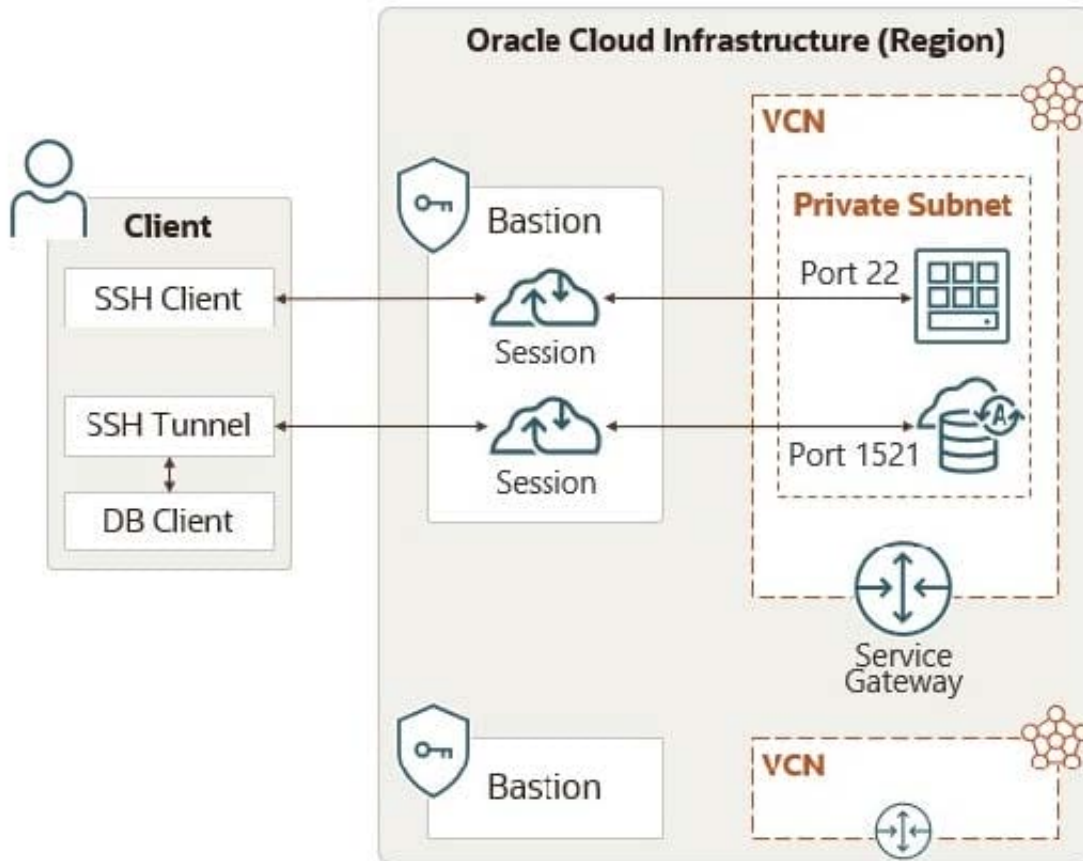 Oracle Cloud Infrastructure (Region)
VCN
Private Subnet
Client
Bastion
SSH Client
Session
Port 22
SSH Tunnel
Session
Port 1521
DB Client
Service
Gateway
Bastion
VCN
A